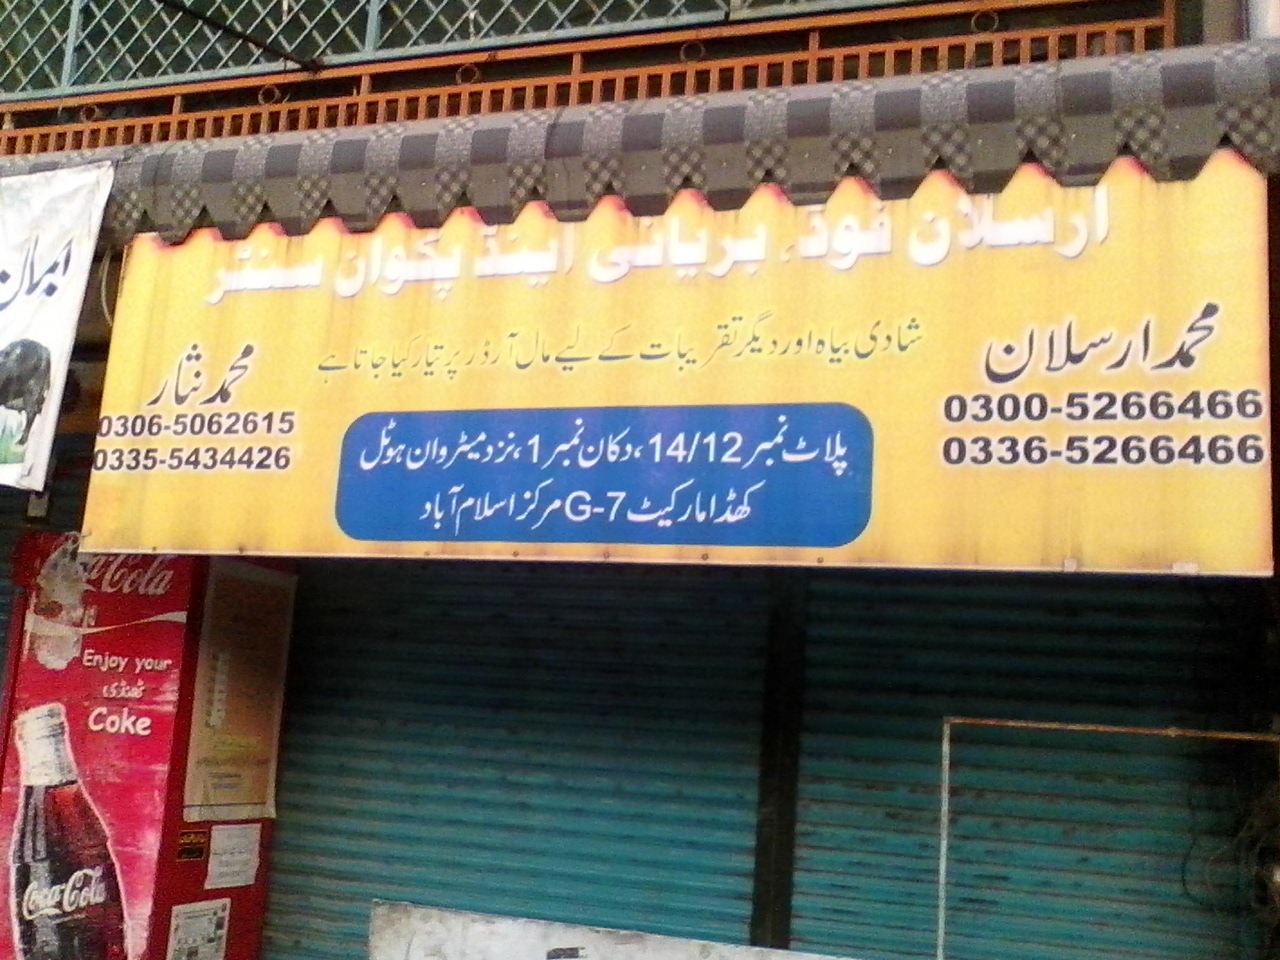 ارسلان فوڈ، بریانی اینڈ پکوان سنٹر
شادی بیاہ اور دیگر تقریبات کے لیے مال آرڈر پر تیار کیا جاتا ہے
محمد ارسلان
0300-5266466
0336-5266466
محمد نثار
0306-5062615
0335-5434426
پلاٹ نمبر 14/12، دکان نمبر 1، نزد میٹرو ان ہوٹل
کھڈا مارکیٹ G-7 مرکز اسلام آباد
Coca-Cola
Enjoy your
ٹھنڈی
Coke
Coca-Cola